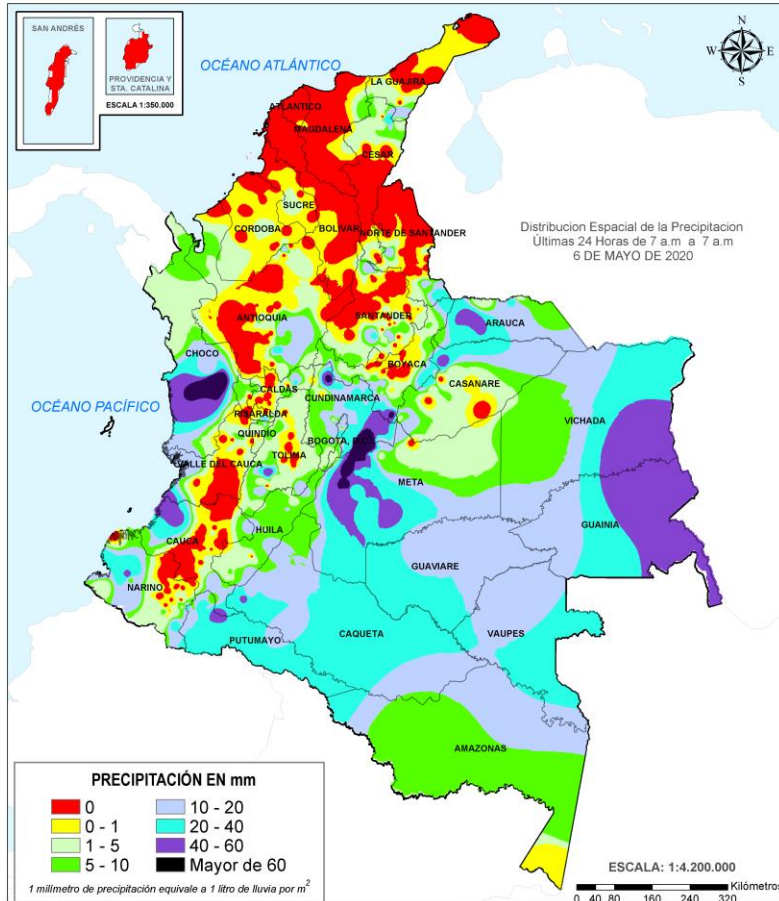 SAN ANDRÉS
PROVIDENCIA Y
STA. CATALINA
ESCALA 1:350.000
OCÉANO ATLÁNTICO
N
W
E
S
LA GUAJIRA
ATLANTICO
MAGDALENA
CESAR
SUCRE
CORDOBA
BOLIVAR
NORTE DE SANTANDER
Distribucion Espacial de la Precipitacion
Últimas 24 Horas de 7 a.m a 7 a.m
6 DE MAYO DE 2020
ANTIOQUIA
SANTANDER
ARAUCA
CHOCO
BOYACA
CASANARE
CALDAS
CUNDINAMARCA
OCÉANO PACÍFICO
RISARALDA
VICHADA
QUINDIO
BOGOTA, D.C.
TOLIMA
VALLE DEL CAUCA
META
GUAINIA
HUILA
CAUCA
GUAVIARE
NARIÑO
PUTUMAYO
CAQUETA
VAUPES
AMAZONAS
PRECIPITACIÓN EN mm
0
10 - 20
0 - 1
20 - 40
1 - 5
40 - 60
5 - 10
Mayor de 60
1 milímetro de precipitación equivale a 1 litro de lluvia por m²
ESCALA: 1:4.200.000
Kilómetros
0 40 80 160 240 320